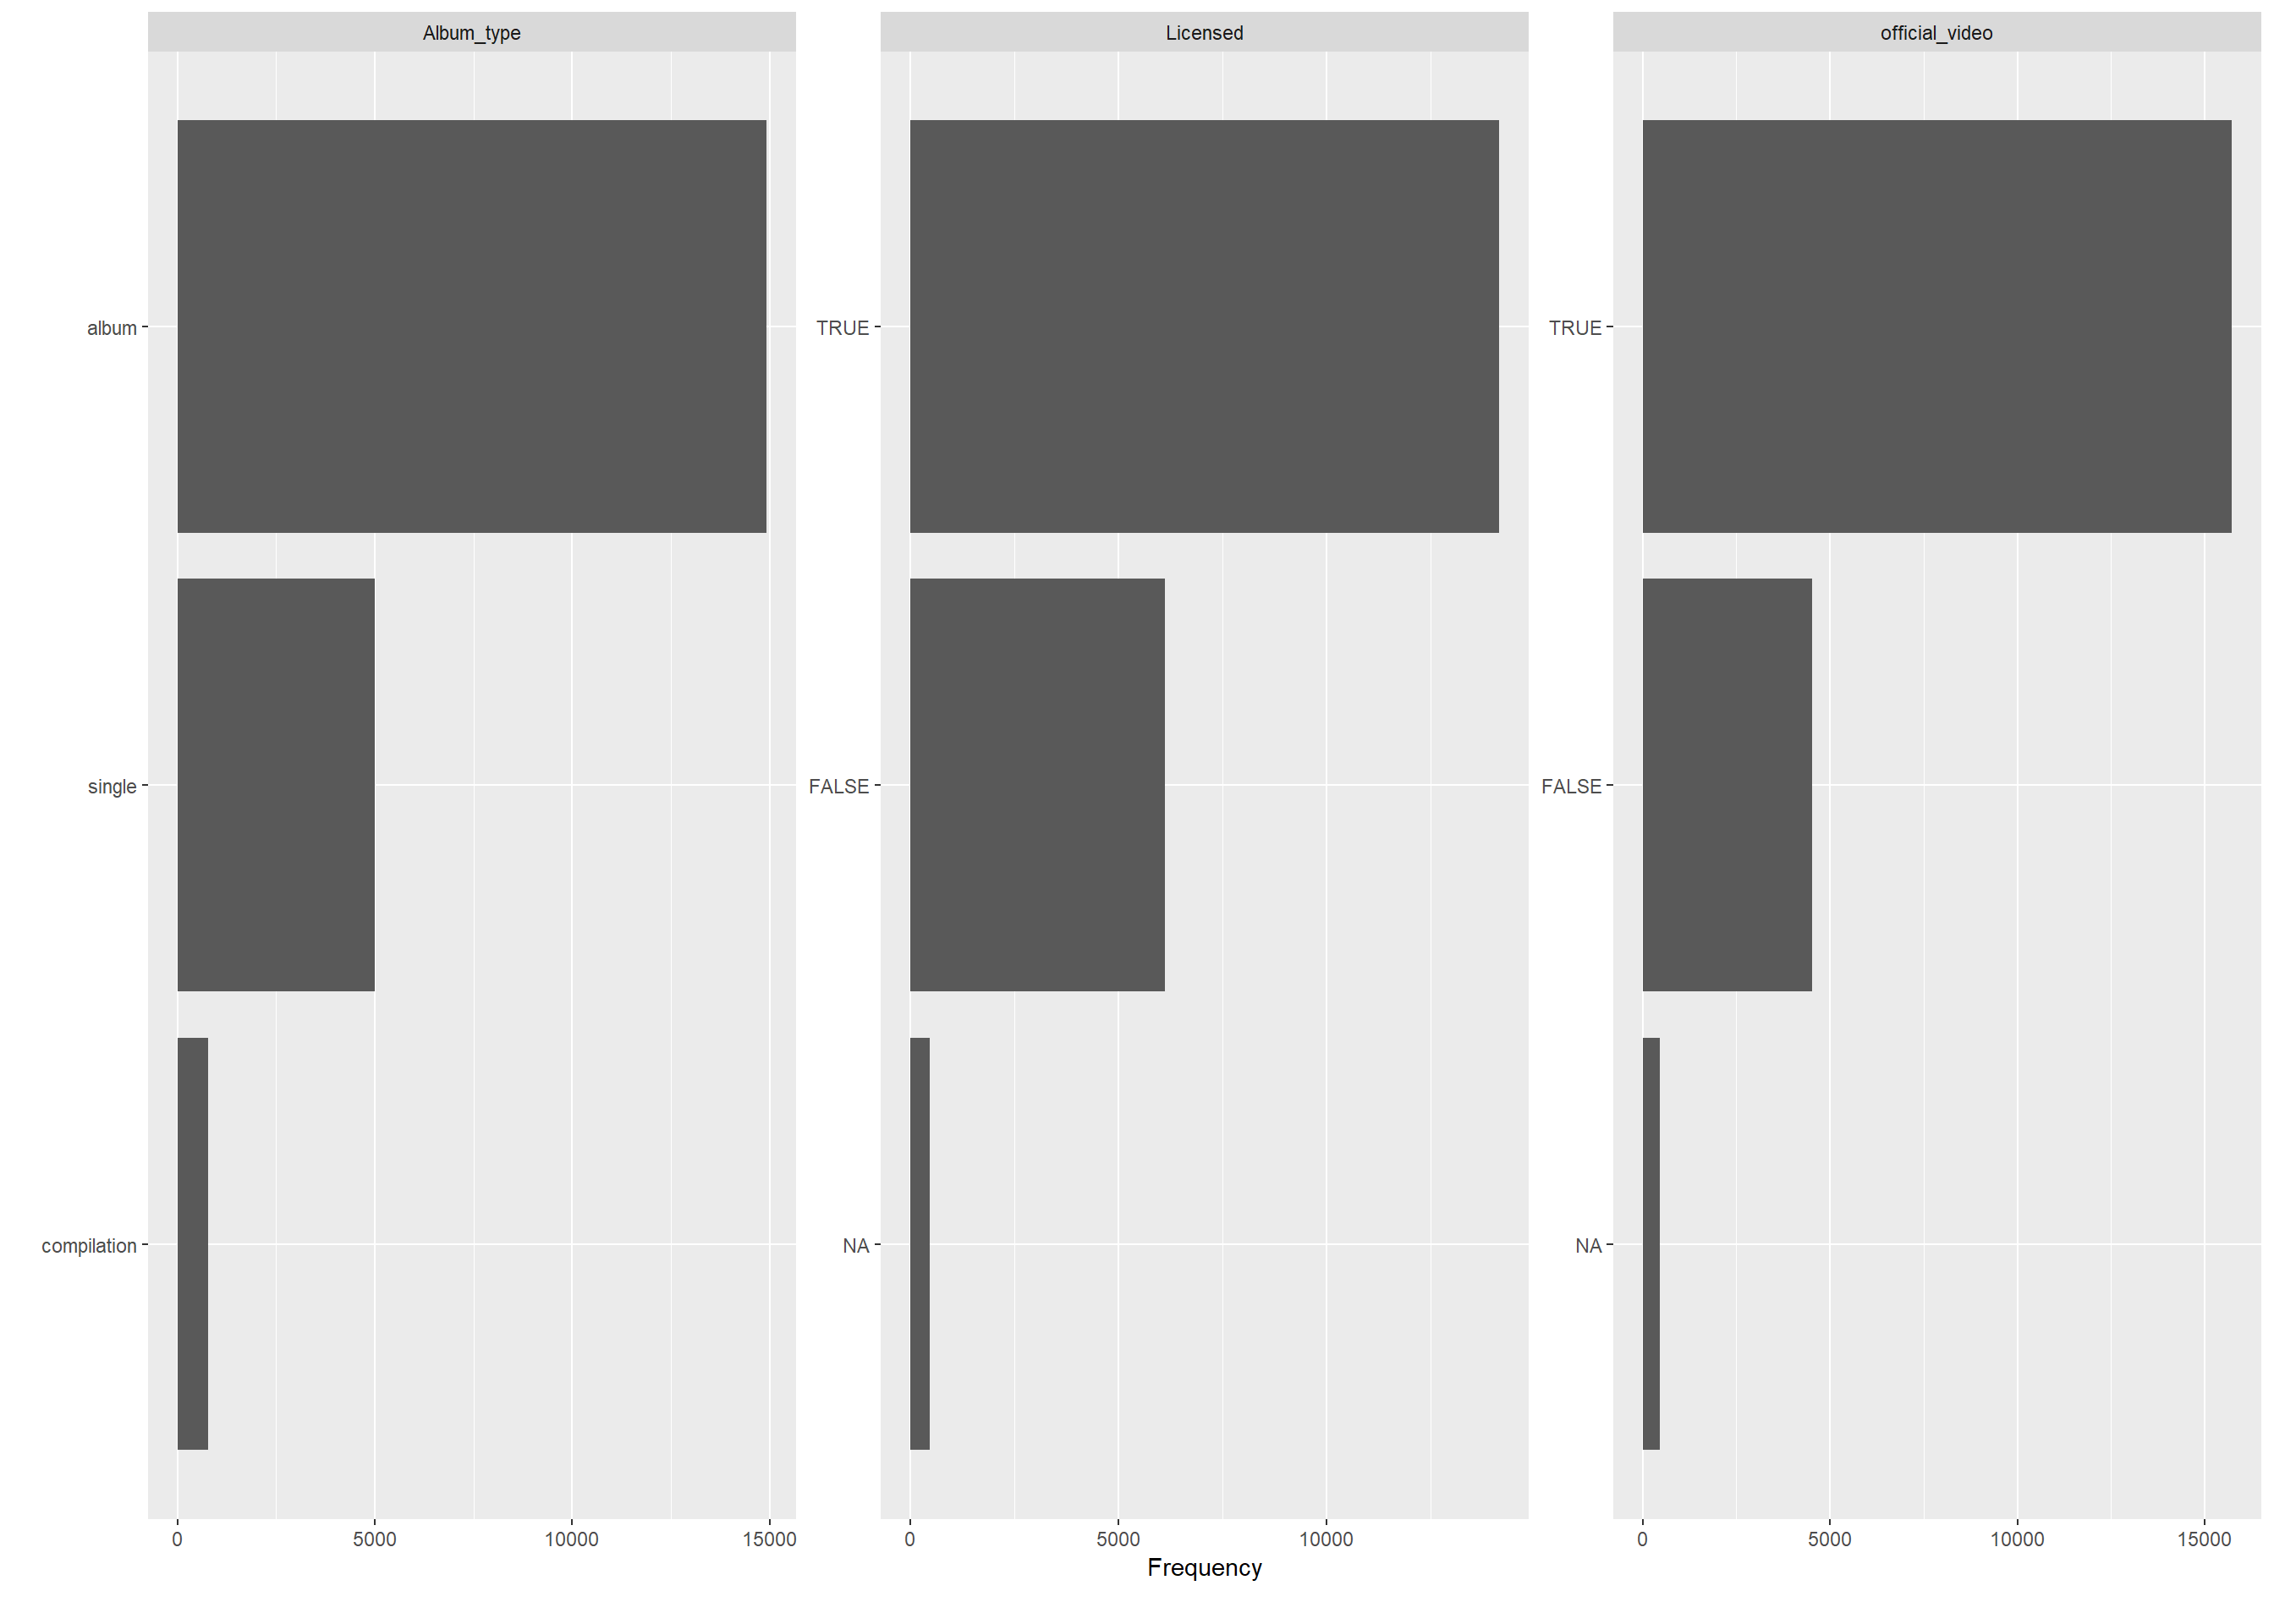 Album_type
Licensed
official_video
album
single
compilation
TRUE
FALSE
NA
TRUE
FALSE
NA
0 5000 10000 15000
0 5000 10000
0 5000 10000 15000
Frequency